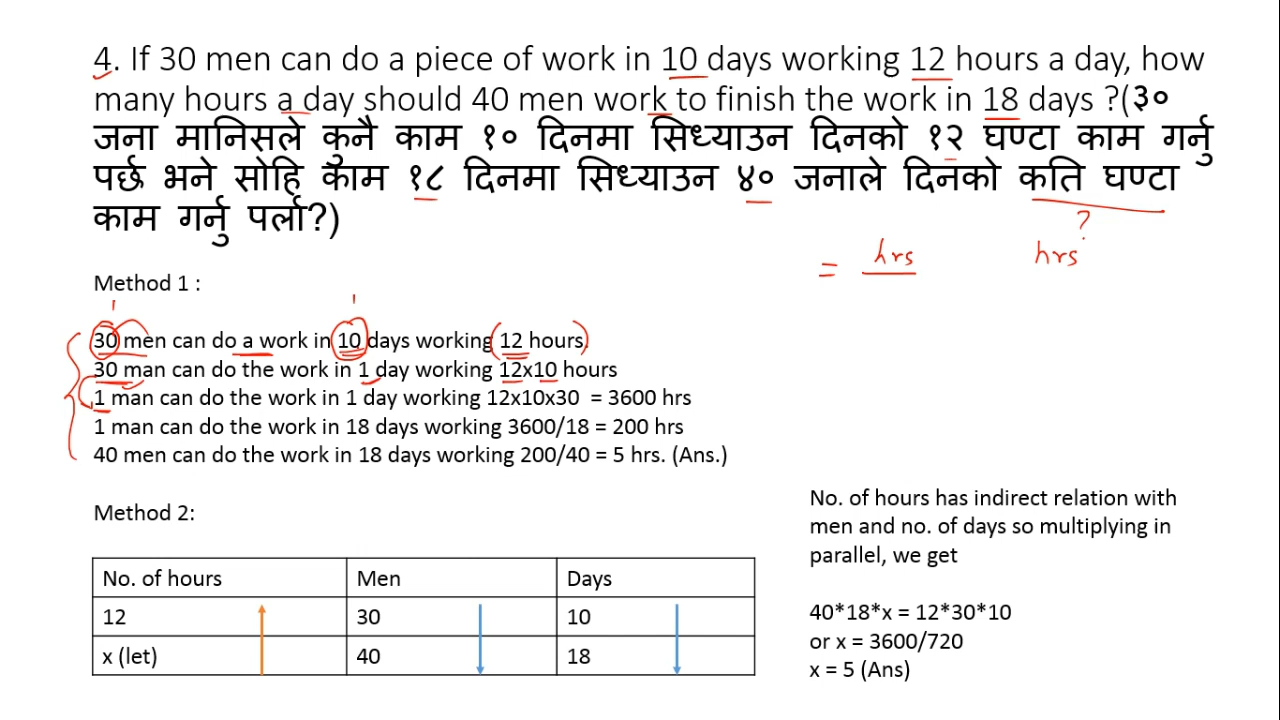 4. If 30 men can do a piece of work in 10 days working 12 hours a day, how
many hours a day should 40 men work to finish the work in 18 days ?(३०
जना मानिसले कुनै काम १० दिनमा सिध्याउन दिनको १२ घण्टा काम गर्नु
पर्छ भने सोहि काम १८ दिनमा सिध्याउन ४० जनाले दिनको कति घण्टा
काम गर्नु पर्ला?)
?
= hrs hrs
Method 1 :
30 men can do a work in 10 days working 12 hours
30 man can do the work in 1 day working 12x10 hours
1 man can do the work in 1 day working 12x10x30 = 3600 hrs
1 man can do the work in 18 days working 3600/18 = 200 hrs
40 men can do the work in 18 days working 200/40 = 5 hrs. (Ans.)
Method 2:
No. of hours Men Days
12 30 10
x (let) 40 18
No. of hours has indirect relation with
men and no. of days so multiplying in
parallel, we get
40*18*x = 12*30*10
or x = 3600/720
x = 5 (Ans)